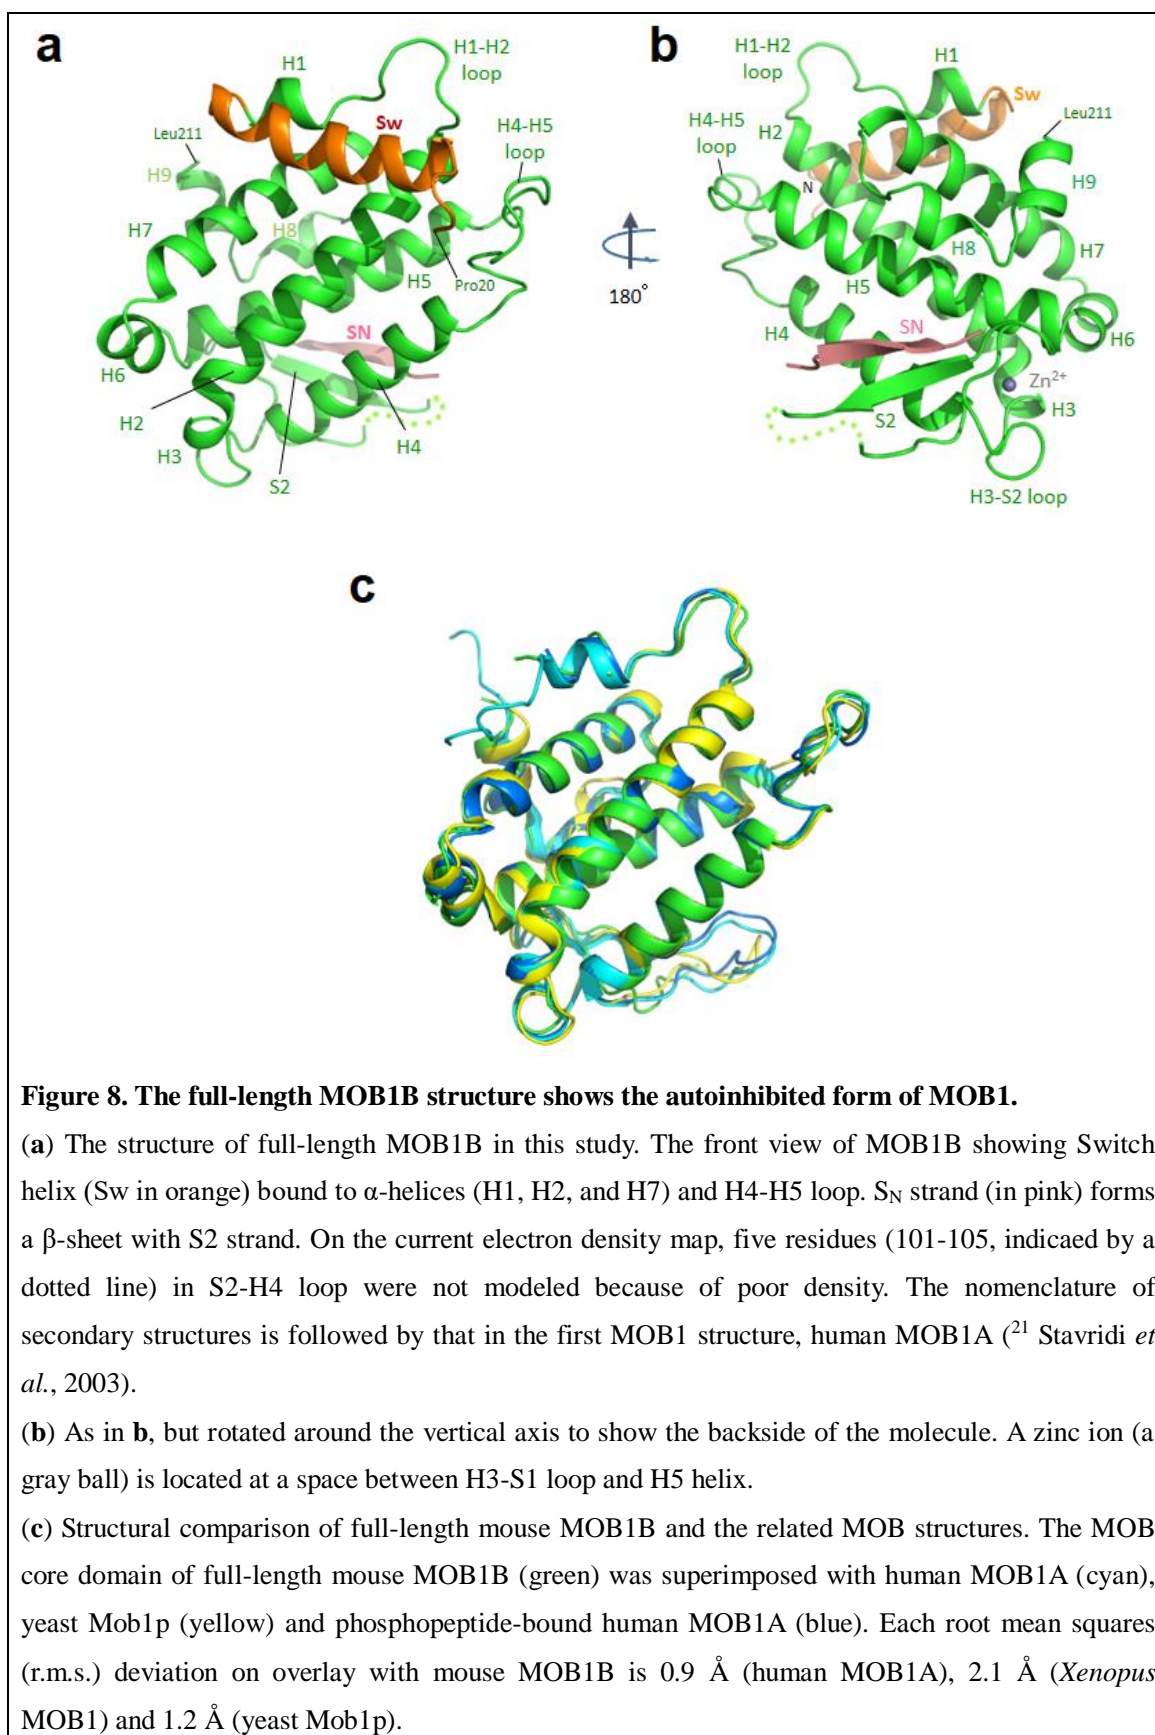 a
H1
H1-H2
loop
Sw
H4-H5
loop
Leu211
H9
H7
H8
H5
Pro20
SN
H6
H2
H3
S2
H4
180°
b
H1-H2
loop
H1
Sw
H4-H5
loop
H2
Leu211
N
H9
H8
H7
H5
H4
SN
H6
Zn2+
S2
H3
H3-S2 loop
c
Figure 8. The full-length MOB1B structure shows the autoinhibited form of MOB1.
(a) The structure of full-length MOB1B in this study. The front view of MOB1B showing Switch
helix (Sw in orange) bound to α-helices (H1, H2, and H7) and H4-H5 loop. SN strand (in pink) forms
a β-sheet with S2 strand. On the current electron density map, five residues (101-105, indicaed by a
dotted line) in S2-H4 loop were not modeled because of poor density. The nomenclature of
secondary structures is followed by that in the first MOB1 structure, human MOB1A (21 Stavridi et
al., 2003).
(b) As in b, but rotated around the vertical axis to show the backside of the molecule. A zinc ion (a
gray ball) is located at a space between H3-S1 loop and H5 helix.
(c) Structural comparison of full-length mouse MOB1B and the related MOB structures. The MOB
core domain of full-length mouse MOB1B (green) was superimposed with human MOB1A (cyan),
yeast Mob1p (yellow) and phosphopeptide-bound human MOB1A (blue). Each root mean squares
(r.m.s.) deviation on overlay with mouse MOB1B is 0.9 Å (human MOB1A), 2.1 Å (Xenopus
MOB1) and 1.2 Å (yeast Mob1p).